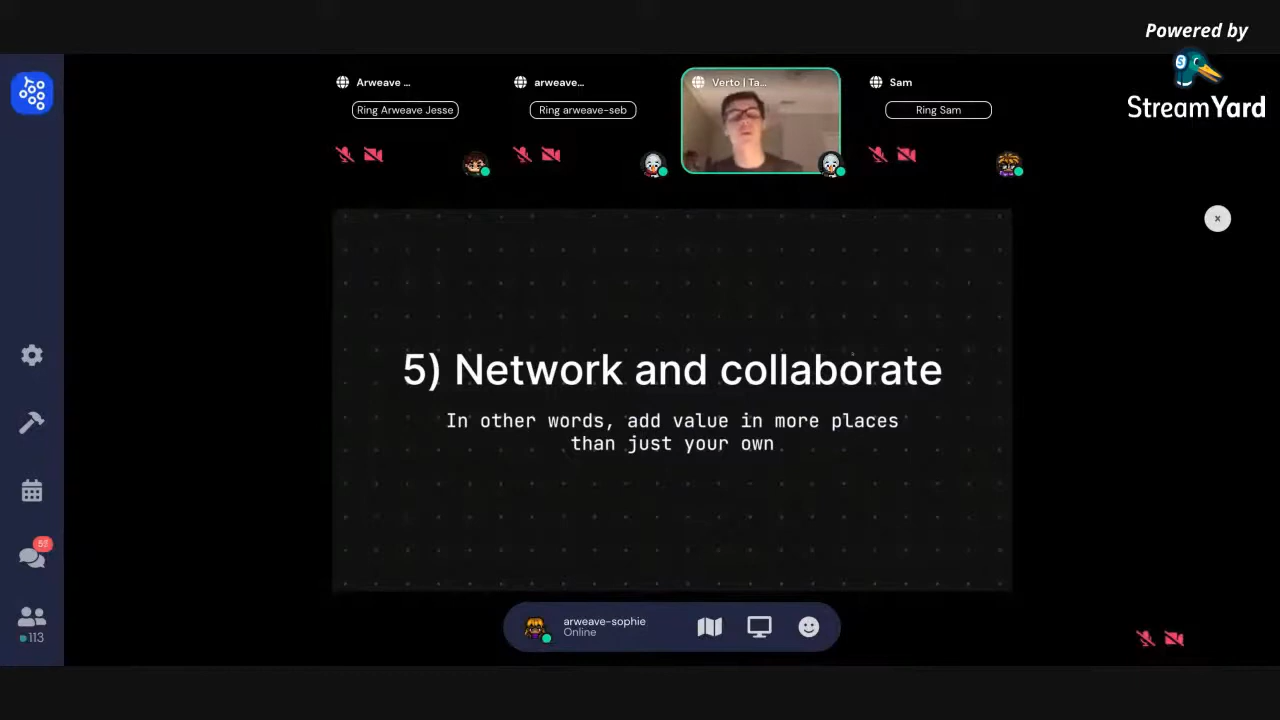 Powered by
StreamYard
Arweave ...
Ring Arweave Jesse
arweave...
Ring arweave-seb
Verto | Ta...
Sam
Ring Sam
5) Network and collaborate
In other words, add value in more places
than just your own
arweave-sophie
Online
113